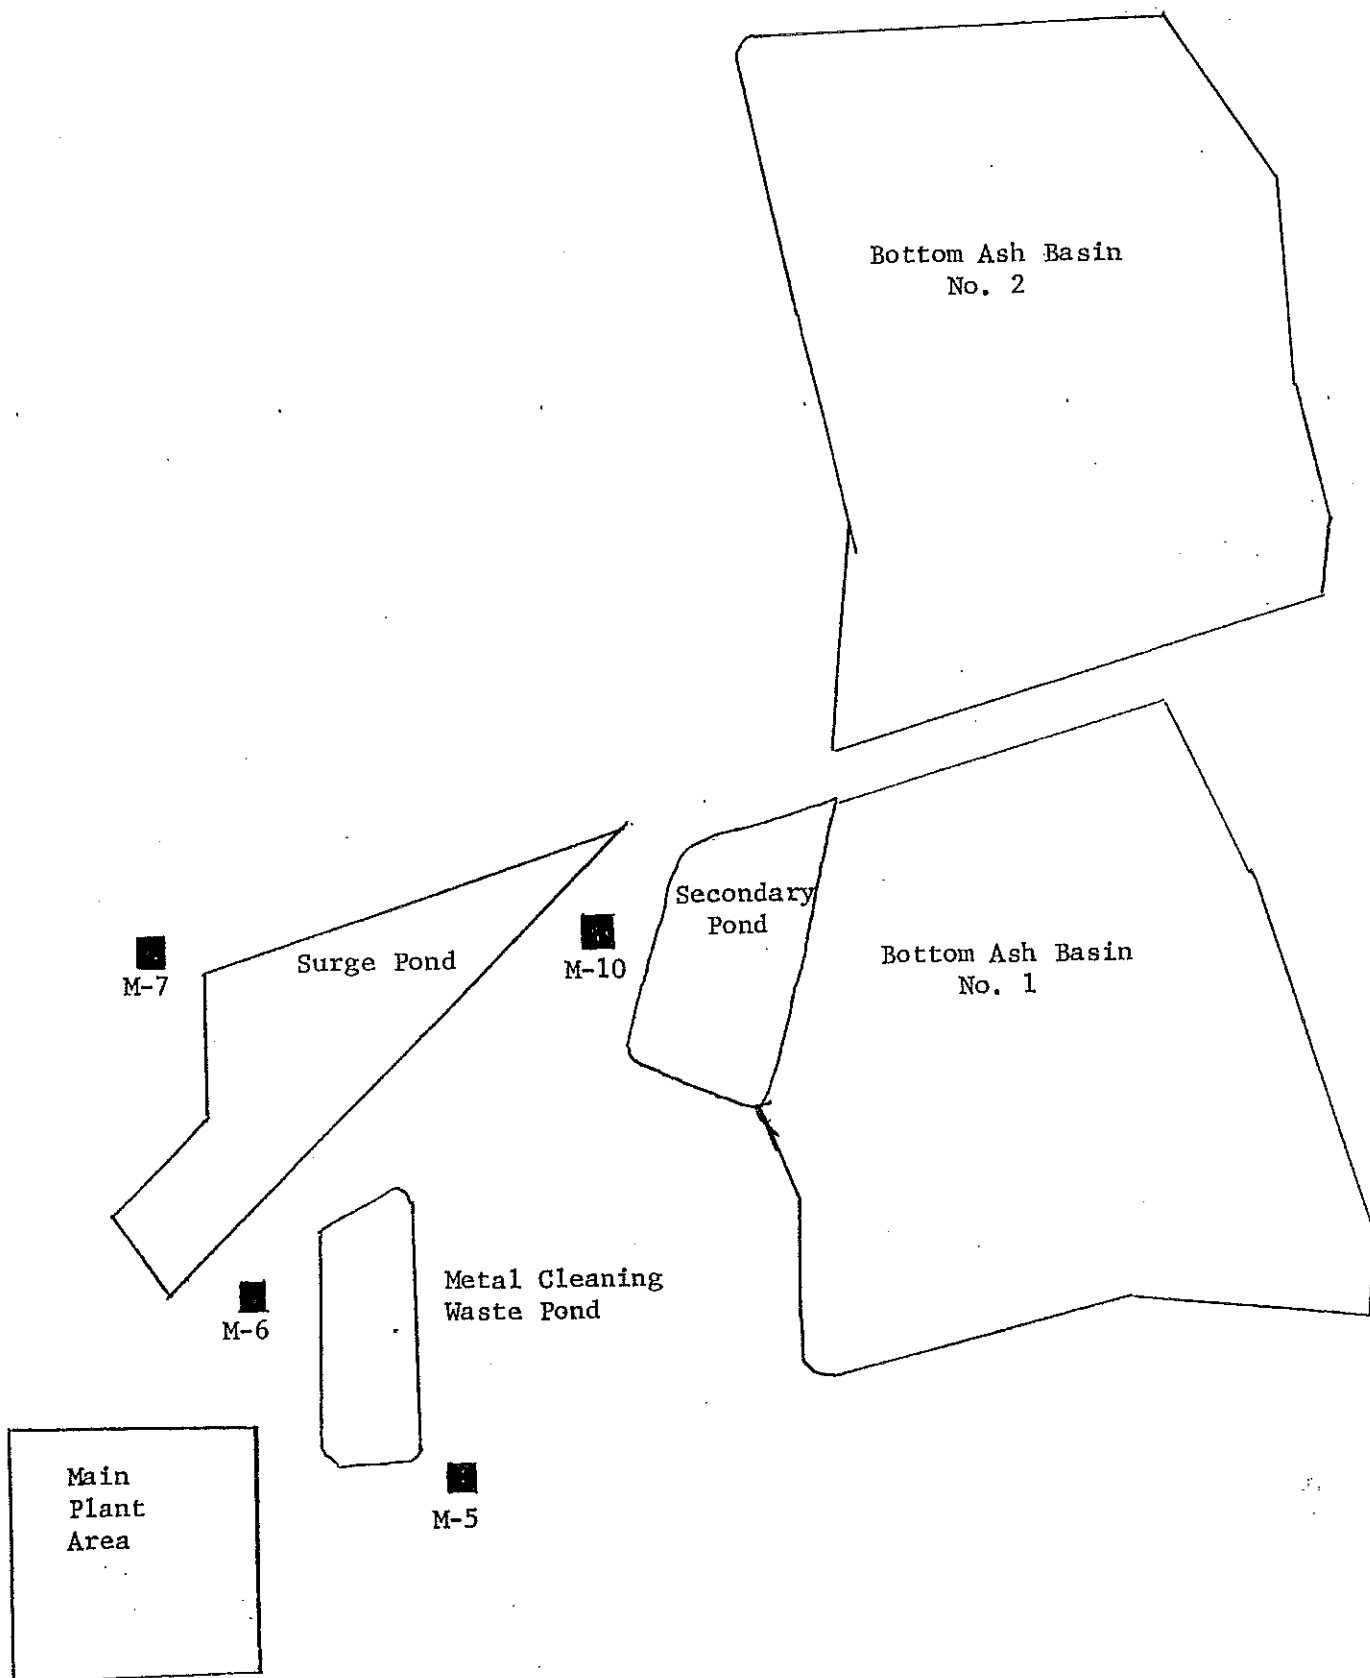 Bottom Ash Basin
No. 2
Secondary
Pond
Bottom Ash Basin
No. 1
Surge Pond
M-7
M-10
Metal Cleaning
Waste Pond
M-6
Main
Plant
Area
M-5